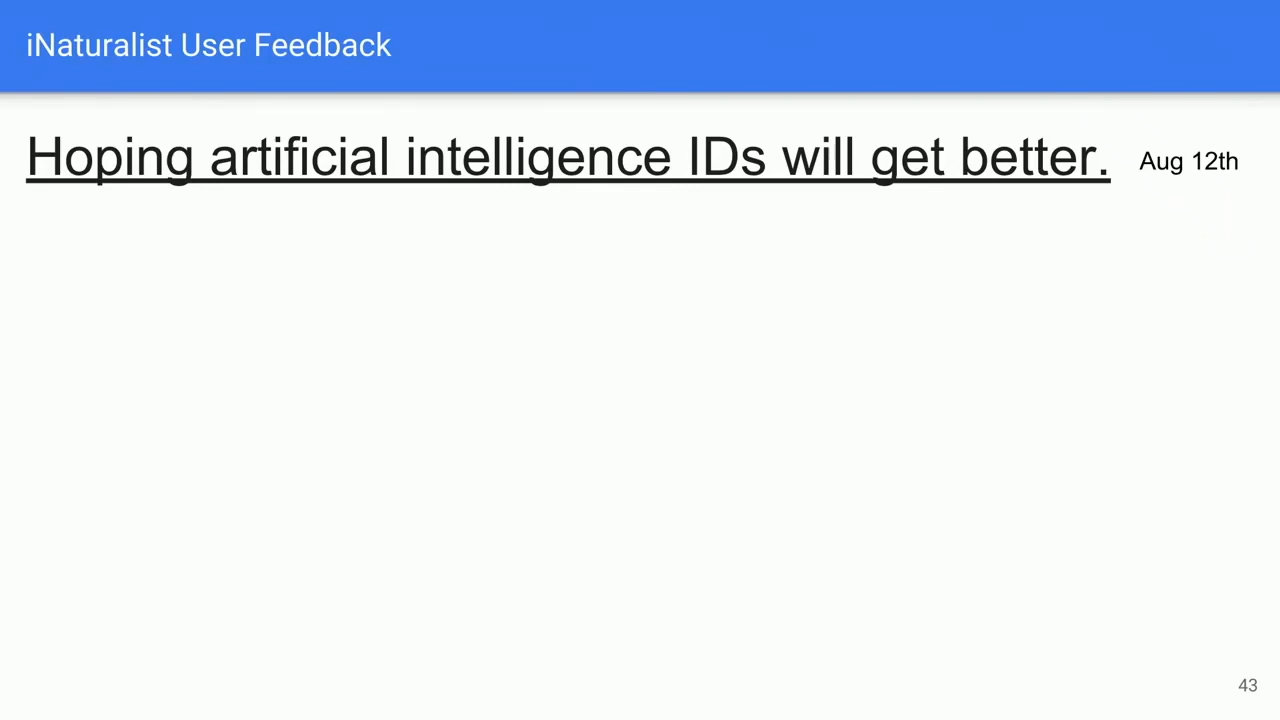 iNaturalist User Feedback
Hoping artificial intelligence IDs will get better. Aug 12th
43